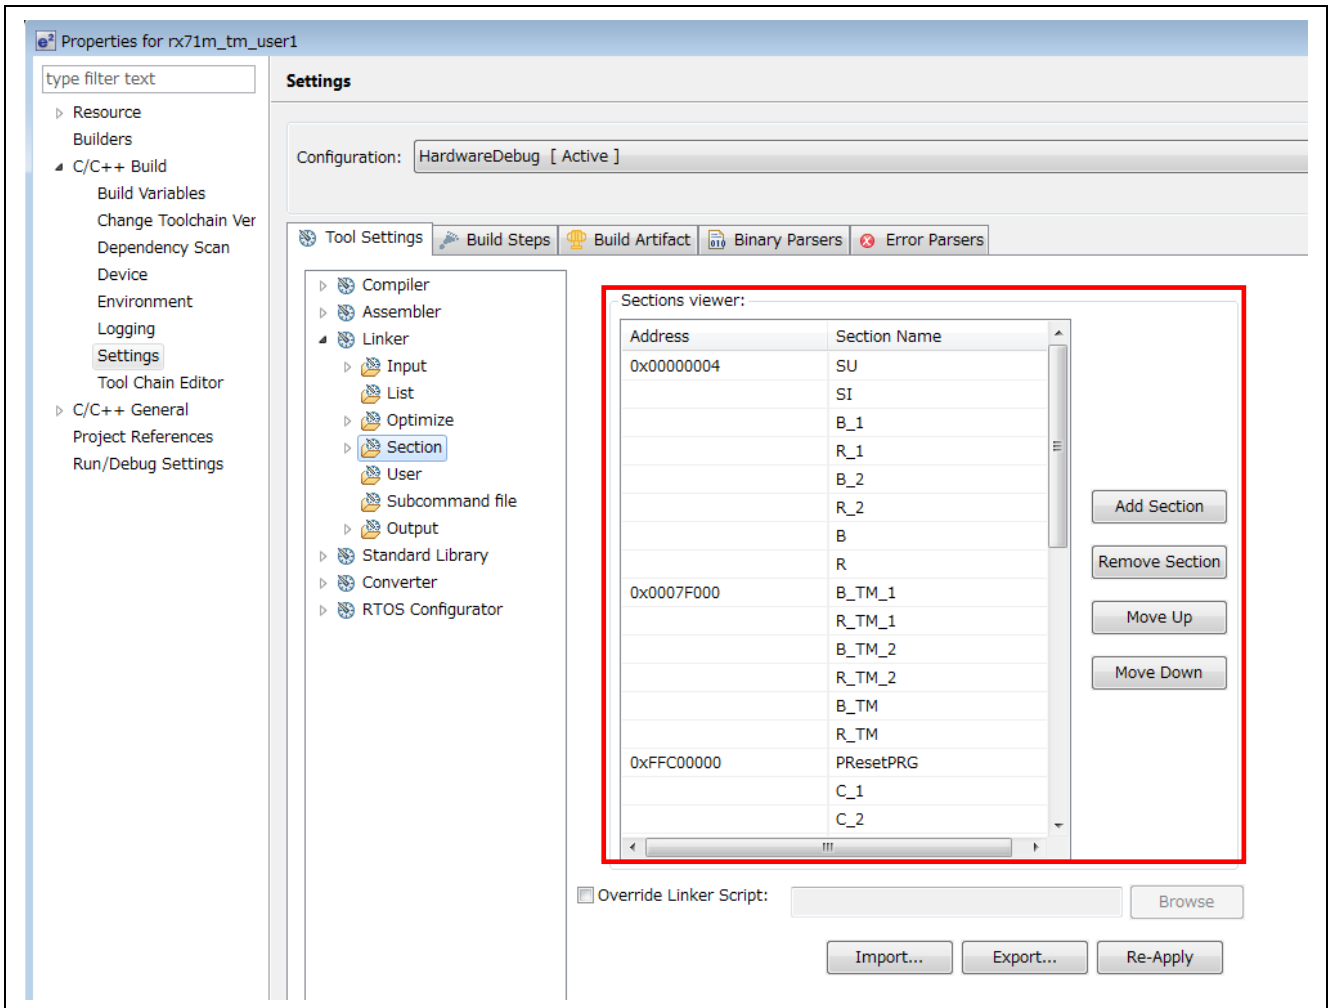 e² Properties for rx71m_tm_user1
type filter text
Resource
Builders
C/C++ Build
Build Variables
Change Toolchain Ver
Dependency Scan
Device
Environment
Logging
Settings
Tool Chain Editor
C/C++ General
Project References
Run/Debug Settings
Settings
Configuration: HardwareDebug [ Active ]
Tool Settings Build Steps Build Artifact 010 Binary Parsers Error Parsers
Compiler
Assembler
Linker
Input
List
Optimize
Section
User
Subcommand file
Output
Standard Library
Converter
RTOS Configurator
Sections viewer:
Address Section Name
0x00000004 SU
SI
B_1
R_1
B_2
R_2
B
R
0x0007F000 B_TM_1
R_TM_1
B_TM_2
R_TM_2
B_TM
R_TM
0xFFC00000 PResetPRG
C_1
C_2
Add Section
Remove Section
Move Up
Move Down
Override Linker Script:
Browse
Import... Export... Re-Apply